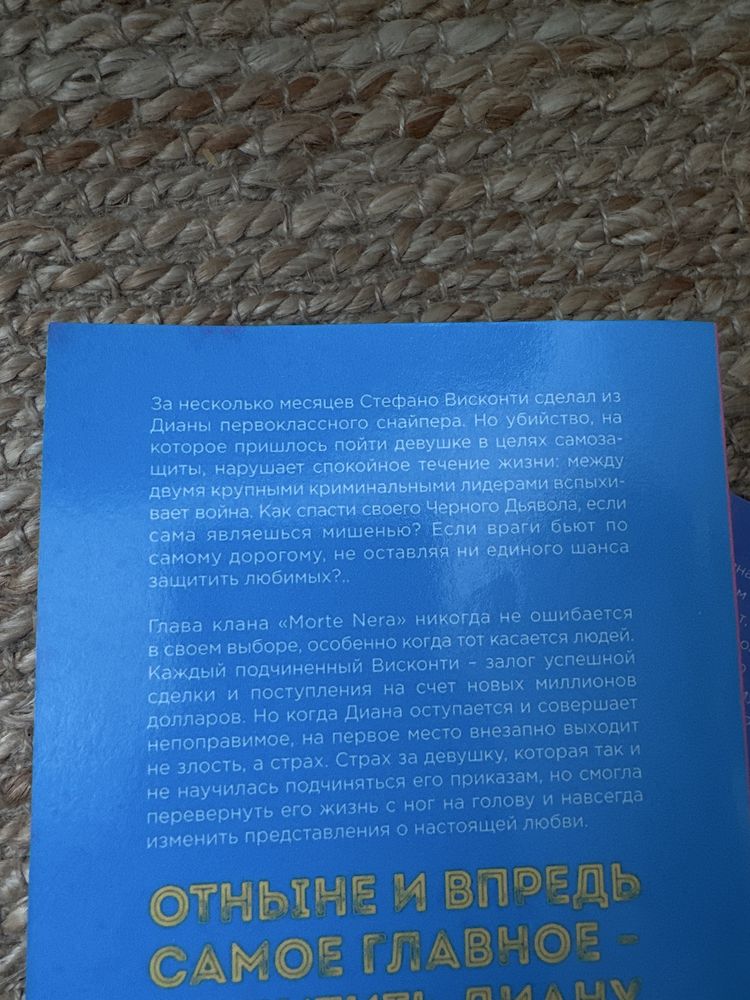 За несколько месяцев Стефано Висконти сделал из
Дианы первоклассного снайпера. Но убийство, на
которое пришлось пойти девушке в целях самоза-
щиты, нарушает спокойное течение жизни: между
двумя крупными криминальными лидерами вспыхи-
вает война. Как спасти своего Черного Дьявола, если
сама являешься мишенью? Если враги бьют по
самому дорогому, не оставляя ни единого шанса
защитить любимых?..
Глава клана «Morte Nera» никогда не ошибается
в своем выборе, особенно когда тот касается людей.
Каждый подчиненный Висконти – залог успешной
сделки и поступления на счет новых миллионов
долларов. Но когда Диана оступается и совершает
непоправимое, на первое место внезапно выходит
не злость, а страх. Страх за девушку, которая так и
не научилась подчиняться его приказам, но смогла
перевернуть его жизнь с ног на голову и навсегда
изменить представления о настоящей любви.
ОТНЫНЕ И ВПРЕДЬ
САМОЕ ГЛАВНОЕ –
ДИАНУ